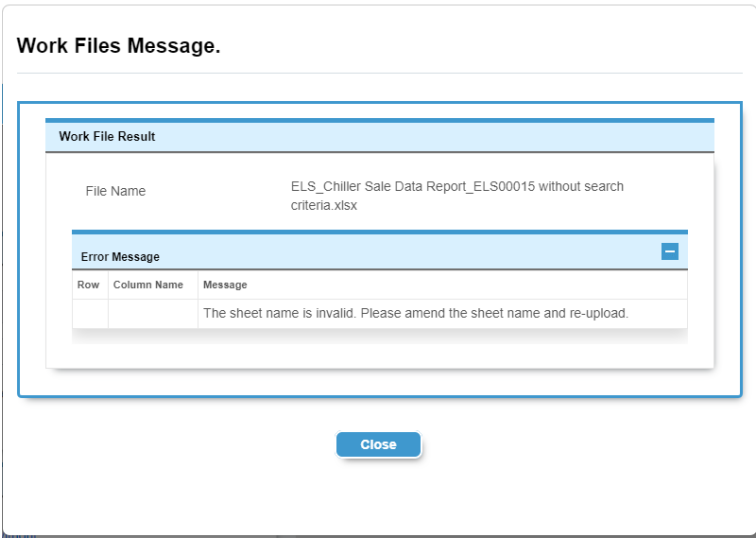 Work Files Message.
Work File Result
File Name
ELS_Chiller Sale Data Report_ELS00015 without search
criteria.xlsx
Error Message
Row Column Name Message
The sheet name is invalid. Please amend the sheet name and re-upload.
Close